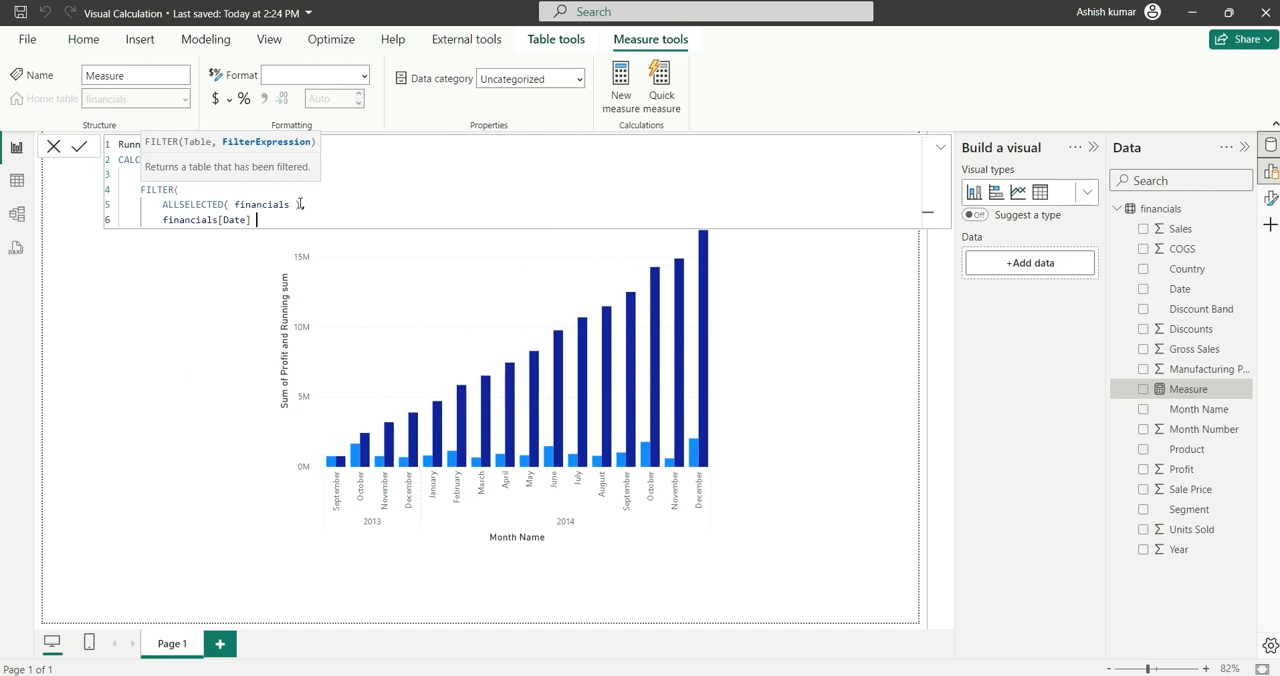 Visual Calculation • Last saved: Today at 2:24 PM
Search
Ashish kumar
File Home Insert Modeling View Optimize Help External tools Table tools Measure tools
Share
Name Measure
Home table financials
Structure
Format
$ % Auto
Formatting
Data category Uncategorized
Properties
New measure
Quick measure
Calculations
FILTER(Table, FilterExpression)
Returns a table that has been filtered.
1 Runn
2 CALC
3
4 FILTER(
5 ALLSELECTED( financials ),
6 financials[Date]
15M
10M
5M
0M
Sum of Profit and Running sum
September October November December January February March April May June July August September October November December
2013 2014
Month Name
Build a visual
Visual types
Off Suggest a type
Data
+Add data
Data
Search
financials
Sales
COGS
Country
Date
Discount Band
Discounts
Gross Sales
Manufacturing P...
Measure
Month Name
Month Number
Product
Profit
Sale Price
Segment
Units Sold
Year
Page 1
Page 1 of 1
- + 82%